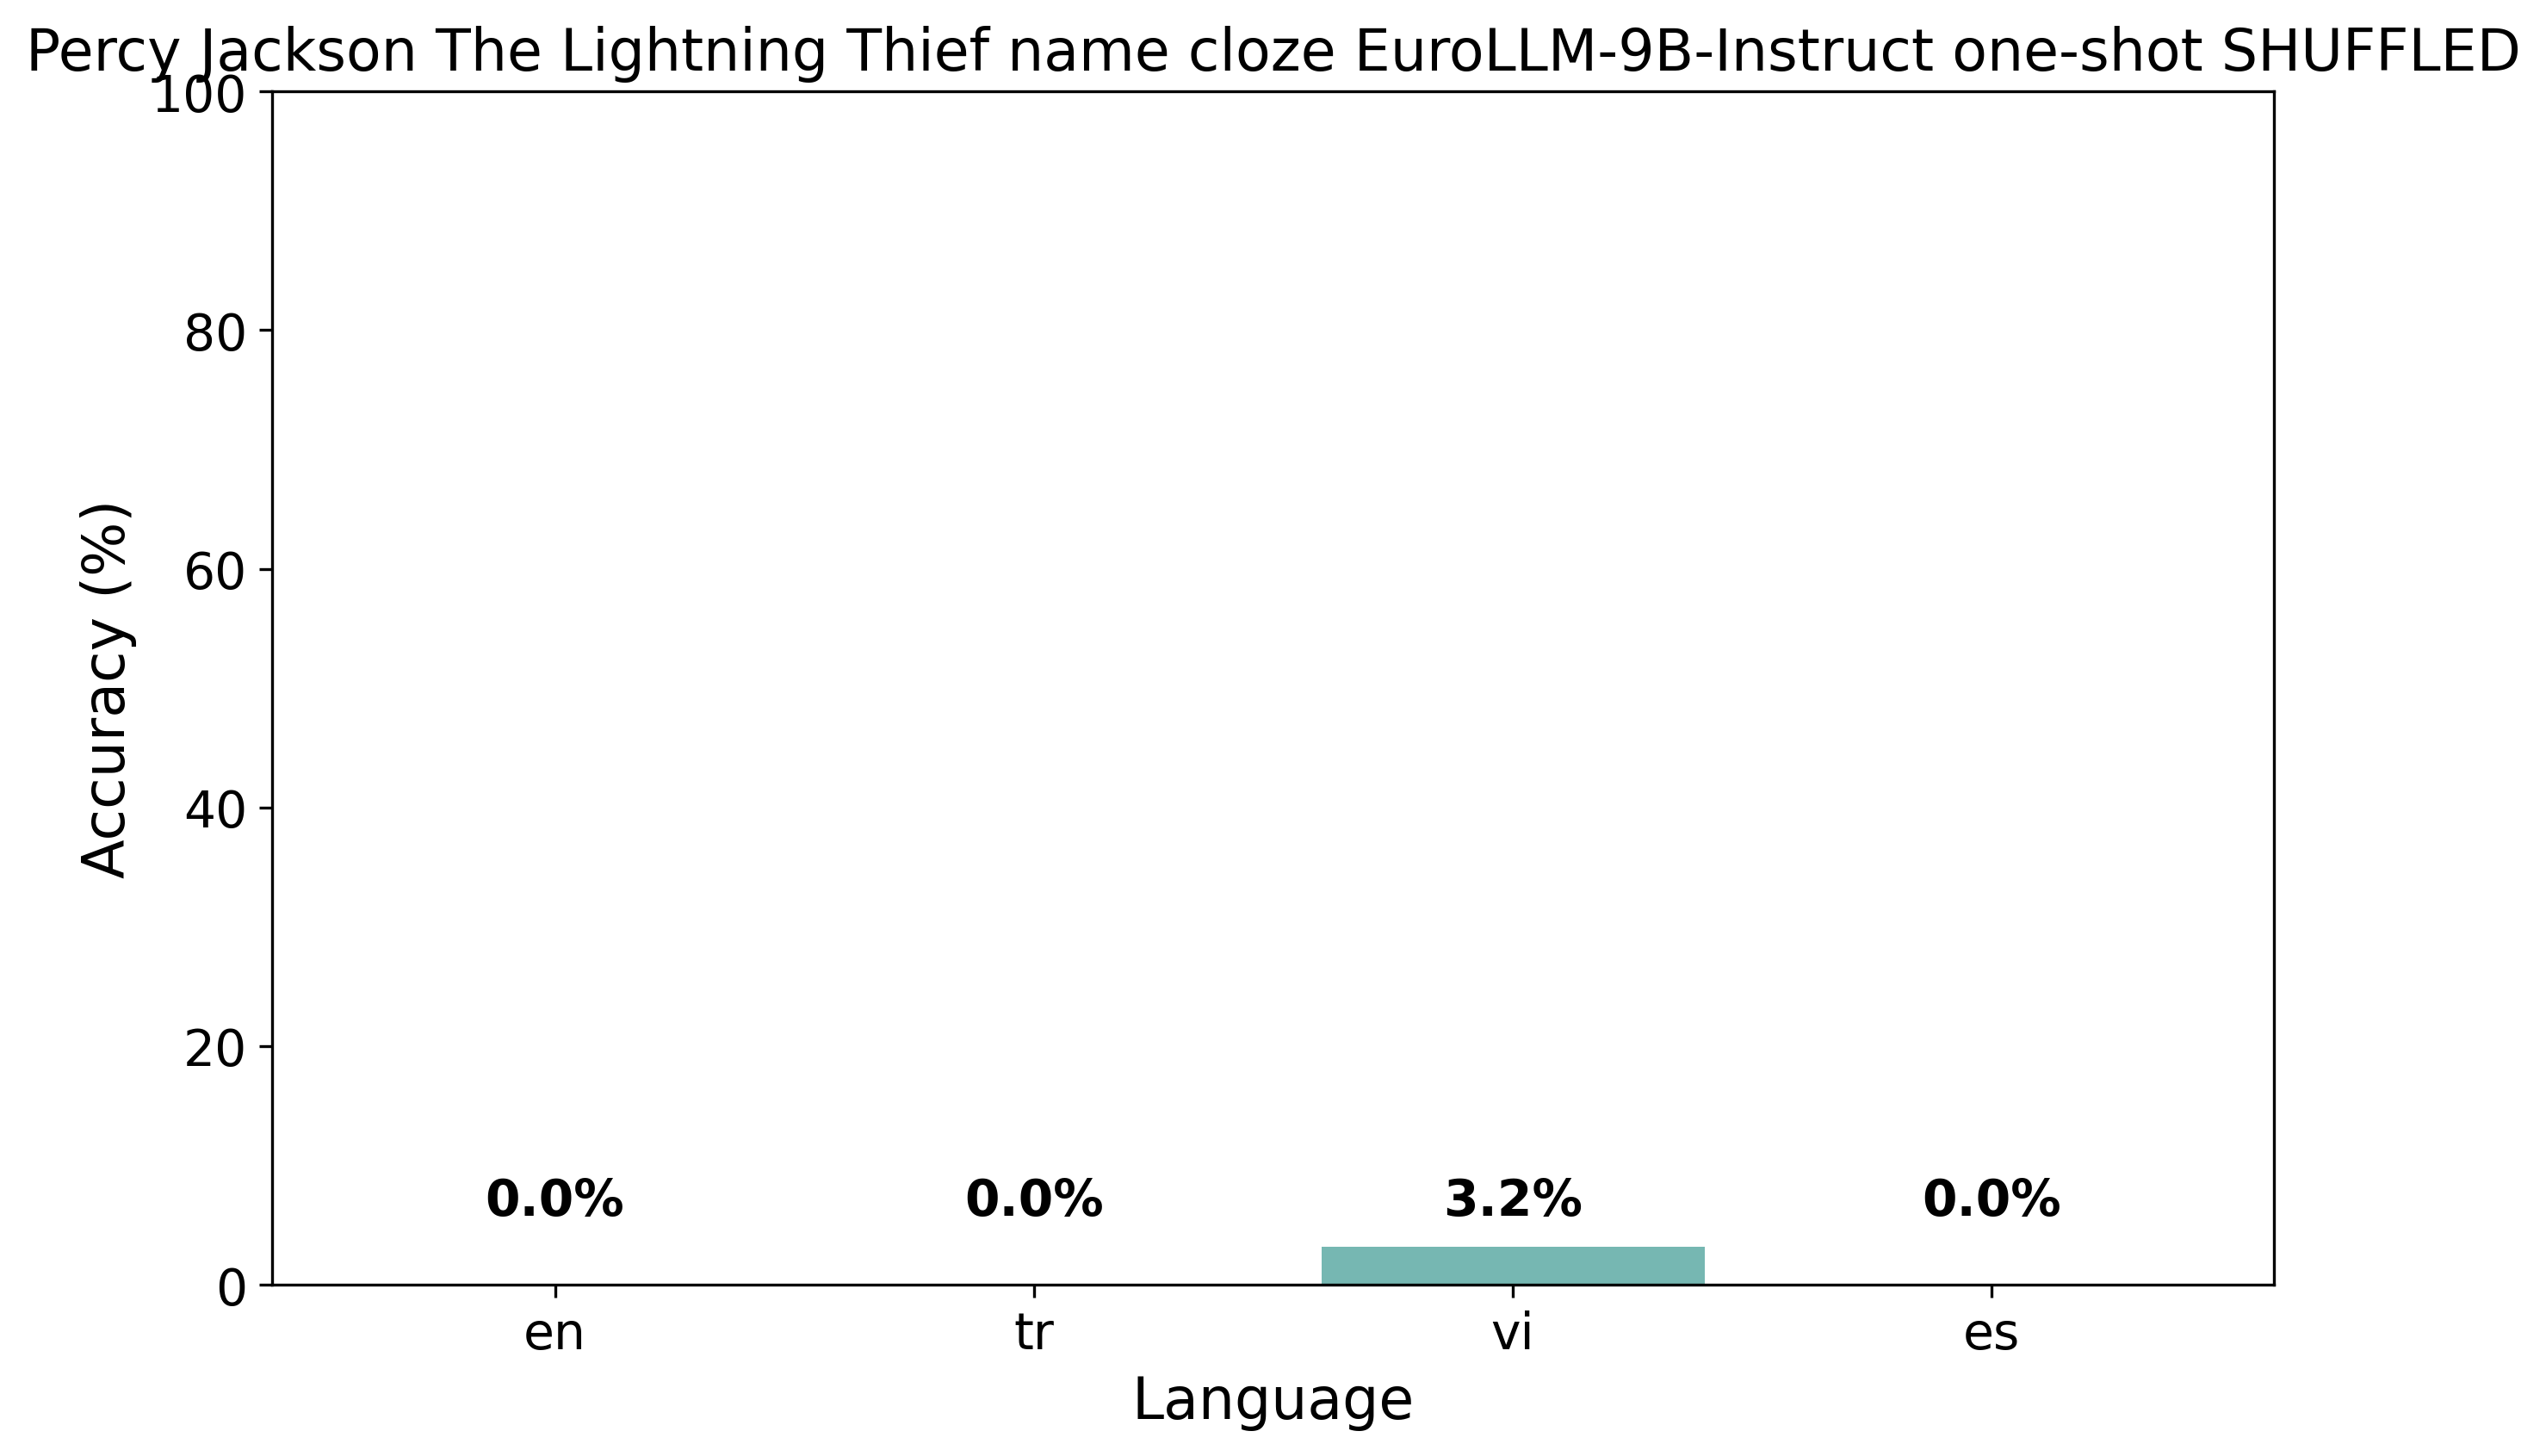 Percy Jackson The Lightning Thief name cloze EuroLLM-9B-Instruct one-shot SHUFFLED
100
80
60
40
20
0
Accuracy (%)
0.0% 0.0% 3.2% 0.0%
en tr vi es
Language